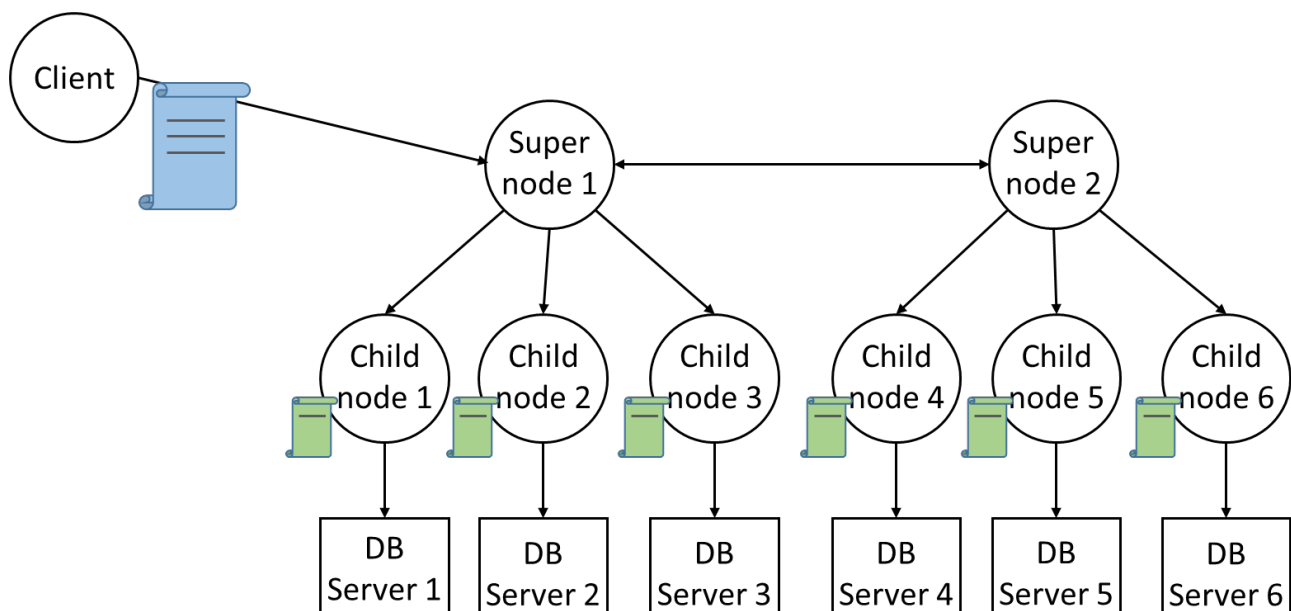 Client
Super
node 1
Super
node 2
Child
node 1
Child
node 2
Child
node 3
Child
node 4
Child
node 5
Child
node 6
DB
Server 1
DB
Server 2
DB
Server 3
DB
Server 4
DB
Server 5
DB
Server 6